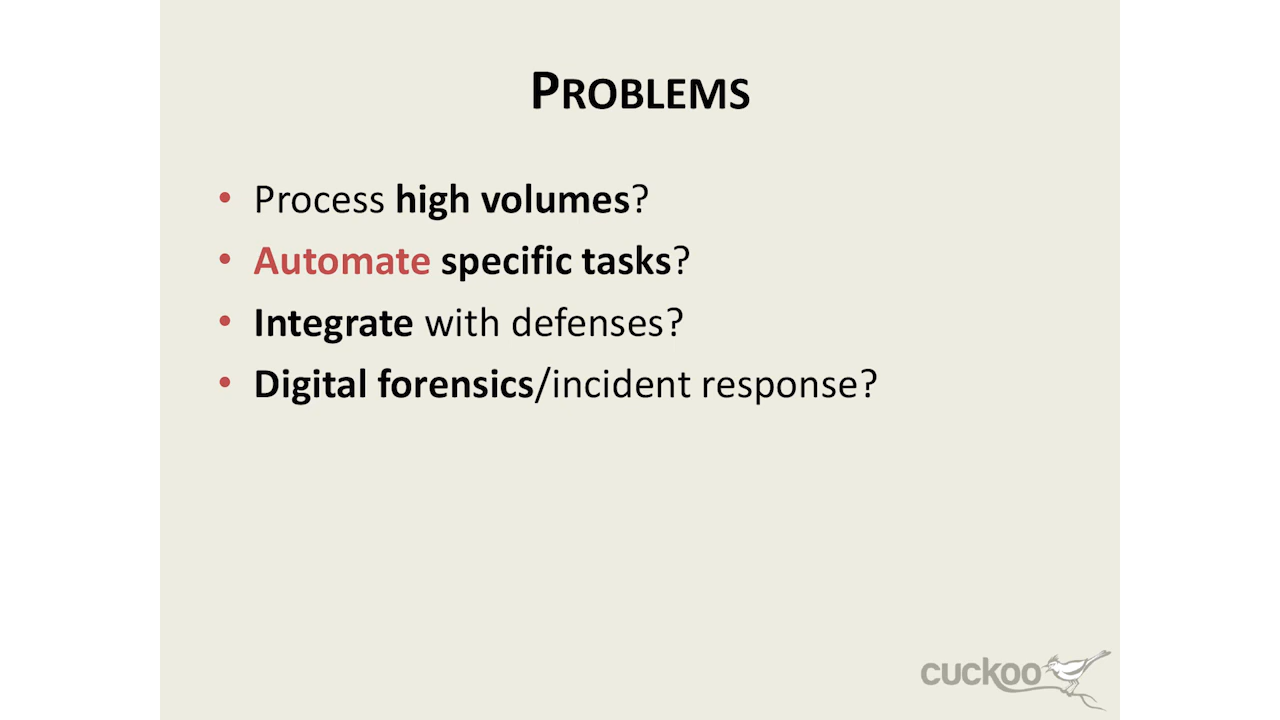 PROBLEMS
• Process high volumes?
• Automate specific tasks?
• Integrate with defenses?
• Digital forensics/incident response?
cuckoo